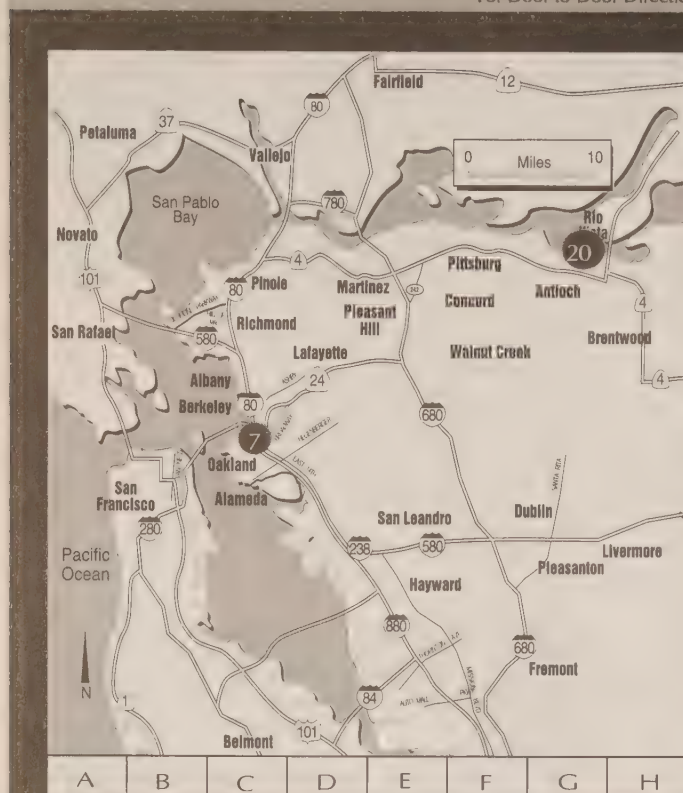 Fairfield
12
80
37
Petaluma
Vallejo
0 Miles 10
San Pablo
Bay
780
Rio
Vista
20
Novato
4
Pinole
Martinez
Pittsburg
101
80
Concord
Antioch
4
Pleasant
Hill
San Rafael
580
Richmond
Brentwood
Lafayette
Walnut Creek
Albany
24
4
Berkeley
80
680
7
Oakland
San
Francisco
Alameda
San Leandro
Dublin
280
238
580
Livermore
Pacific
Ocean
Hayward
Pleasanton
SANTA RITA
880
680
Fremont
N
84
1
101
Belmont
A B C D E F G H